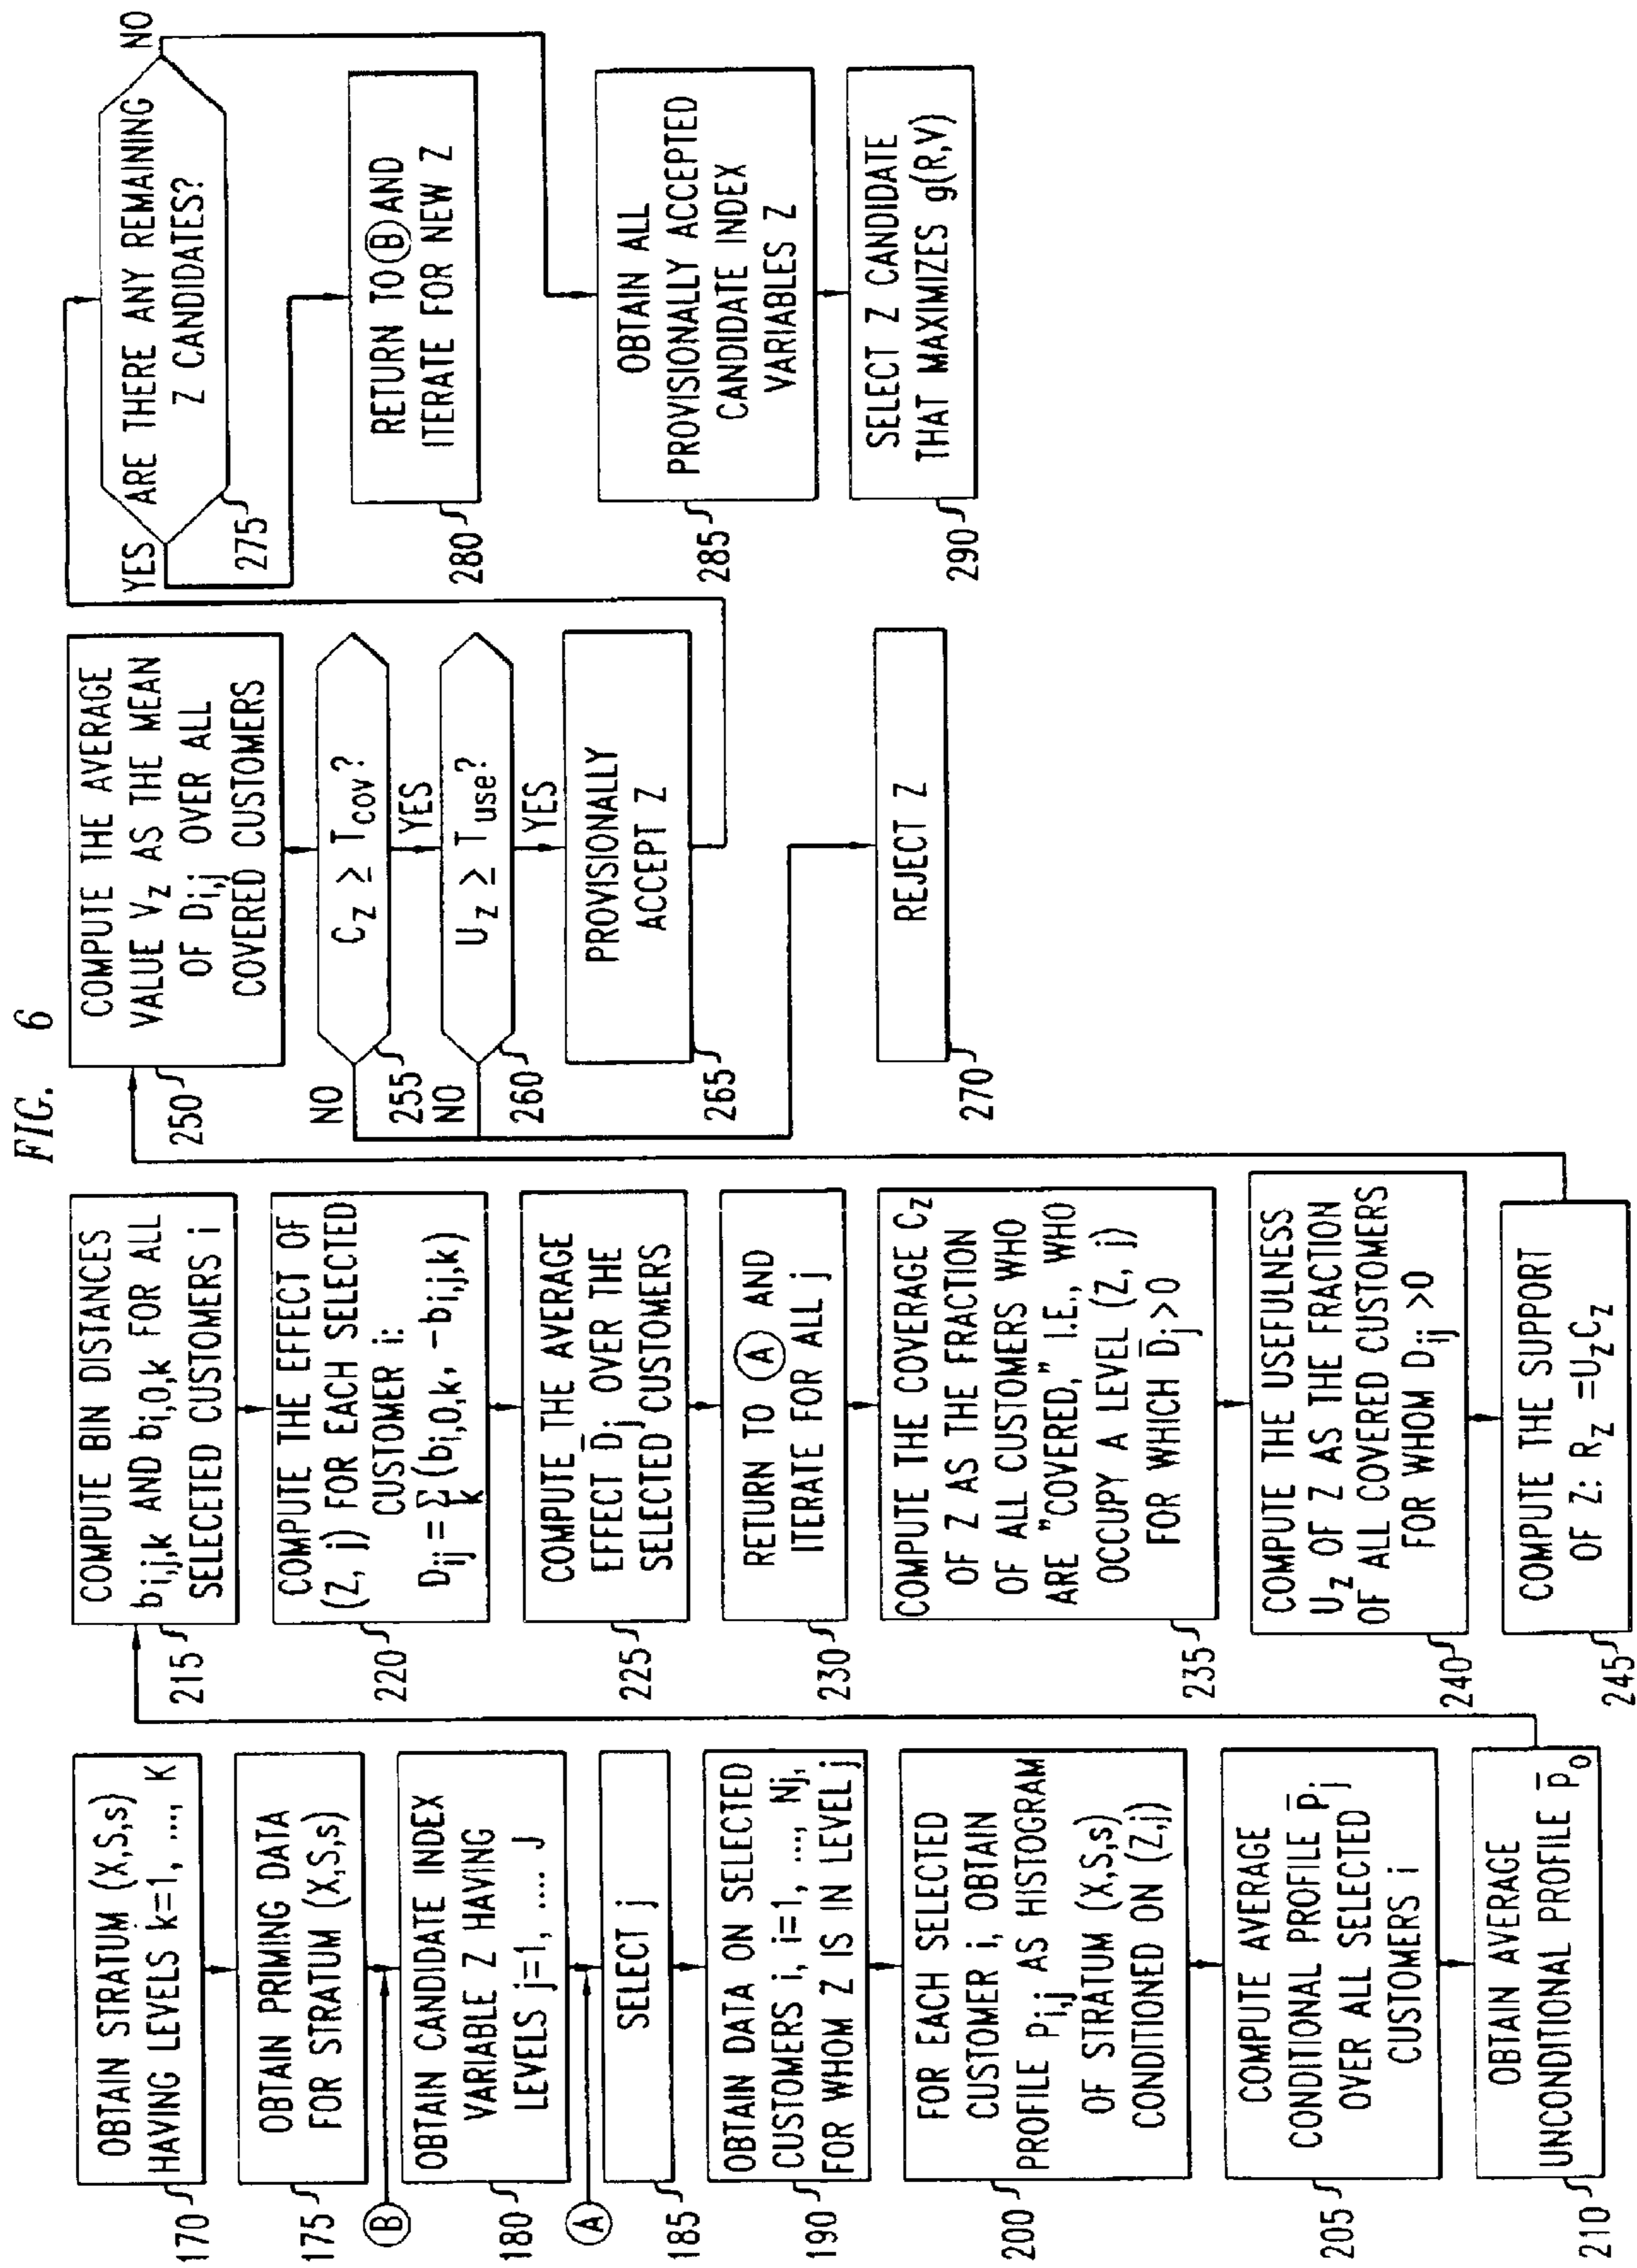 FIG. 6
OBTAIN STRATUM (X,S,s)
HAVING LEVELS k=1, ..., K
170
OBTAIN PRIMING DATA
FOR STRATUM (X,S,s)
175
B
OBTAIN CANDIDATE INDEX
VARIABLE Z HAVING
LEVELS j=1, .... J
180
A
SELECT j
185
OBTAIN DATA ON SELECTED
CUSTOMERS i, i=1, ..., Nj,
FOR WHOM Z IS IN LEVEL j
190
FOR EACH SELECTED
CUSTOMER i, OBTAIN
PROFILE pi,j AS HISTOGRAM
OF STRATUM (X,S,s)
CONDITIONED ON (Z,j)
200
COMPUTE AVERAGE
CONDITIONAL PROFILE p̄j
OVER ALL SELECTED
CUSTOMERS i
205
OBTAIN AVERAGE
UNCONDITIONAL PROFILE p̄0
210
COMPUTE BIN DISTANCES
bi,j,k AND bi,0,k FOR ALL
SELECETED CUSTOMERS i
215
COMPUTE THE EFFECT OF
(Z, j) FOR EACH SELECTED
CUSTOMER i:
Dij = Σ (bi,0,k, -bi,j,k)
k
220
COMPUTE THE AVERAGE
EFFECT D̄j OVER THE
SELECTED CUSTOMERS
225
RETURN TO A AND
ITERATE FOR ALL j
230
COMPUTE THE COVERAGE Cz
OF Z AS THE FRACTION
OF ALL CUSTOMERS WHO
ARE "COVERED," I.E., WHO
OCCUPY A LEVEL (Z, j)
FOR WHICH D̄j>0
235
COMPUTE THE USEFULNESS
Uz OF Z AS THE FRACTION
OF ALL COVERED CUSTOMERS
FOR WHOM Dij >0
240
COMPUTE THE SUPPORT
OF Z: Rz =UzCz
245
COMPUTE THE AVERAGE
VALUE Vz AS THE MEAN
OF Di,j OVER ALL
COVERED CUSTOMERS
250
Cz ≥ Tcov?
NO
255
YES
Uz ≥ Tuse?
NO
260
YES
PROVISIONALLY
ACCEPT Z
265
REJECT Z
270
YES
ARE THERE ANY REMAINING
Z CANDIDATES?
NO
275
RETURN TO B AND
ITERATE FOR NEW Z
280
OBTAIN ALL
PROVISIONALLY ACCEPTED
CANDIDATE INDEX
VARIABLES Z
285
SELECT Z CANDIDATE
THAT MAXIMIZES g(R,V)
290